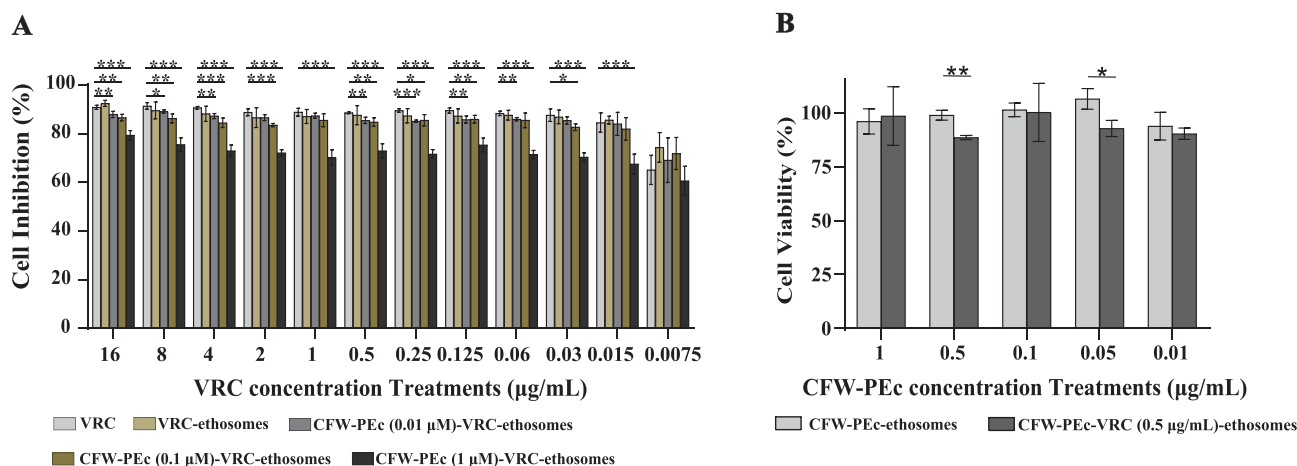 A
Cell Inhibition (%)
100
80
60
40
20
0
*** *** *** *** *** *** *** *** *** *** ***
** ** *** *** ** * ** ** *
** * ** ** *** **
16 8 4 2 1 0.5 0.25 0.125 0.06 0.03 0.015 0.0075
VRC concentration Treatments (µg/mL)
VRC VRC-ethosomes CFW-PEc (0.01 µM)-VRC-ethosomes
CFW-PEc (0.1 µM)-VRC-ethosomes CFW-PEc (1 µM)-VRC-ethosomes
B
Cell Viability (%)
100
75
50
25
0
** *
1 0.5 0.1 0.05 0.01
CFW-PEc concentration Treatments (µg/mL)
CFW-PEc-ethosomes CFW-PEc-VRC (0.5 µg/mL)-ethosomes